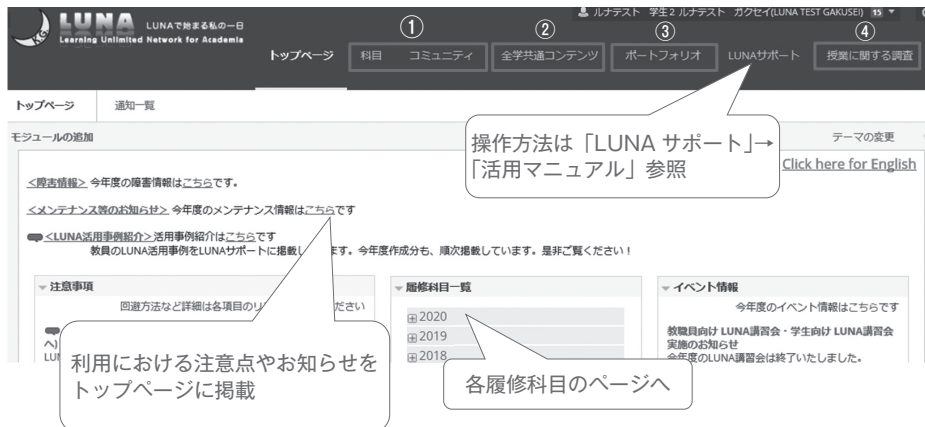 LUNA LUNAで始まる私の一日
Learning Unlimited Network for Academia
K.G.
ルナテスト 学生2 ルナテスト ガクセイ(LUNA TEST GAKUSEI) 15
① ② ③ ④
トップページ 科目 コミュニティ 全学共通コンテンツ ポートフォリオ LUNAサポート 授業に関する調査
トップページ 通知一覧
モジュールの追加 テーマの変更
操作方法は「LUNA サポート」→
「活用マニュアル」参照
Click here for English
<障害情報> 今年度の障害情報はこちらです。
<メンテナンス等のお知らせ> 今年度のメンテナンス情報はこちらです
<LUNA活用事例紹介>活用事例紹介はこちらです
教員のLUNA活用事例をLUNAサポートに掲載し ます。今年度作成分も、順次掲載しています。是非ご覧ください！
注意事項
回避方法など詳細は各項目のリ ださい
へ)
LU
利用における注意点やお知らせを
トップページに掲載
履修科目一覧
2020
2019
2018
各履修科目のページへ
イベント情報
今年度のイベント情報はこちらです
教職員向け LUNA講習会・学生向け LUNA講習会
実施のお知らせ
今年度のLUNA講習会は終了いたしました。